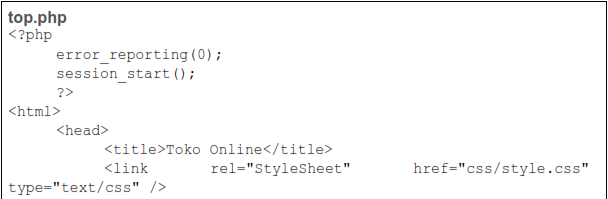 top.php
<?php
error_reporting(0);
session_start();
?>
<html>
<head>
<title>Toko Online</title>
<link rel="StyleSheet" href="css/style.css"
type="text/css" />